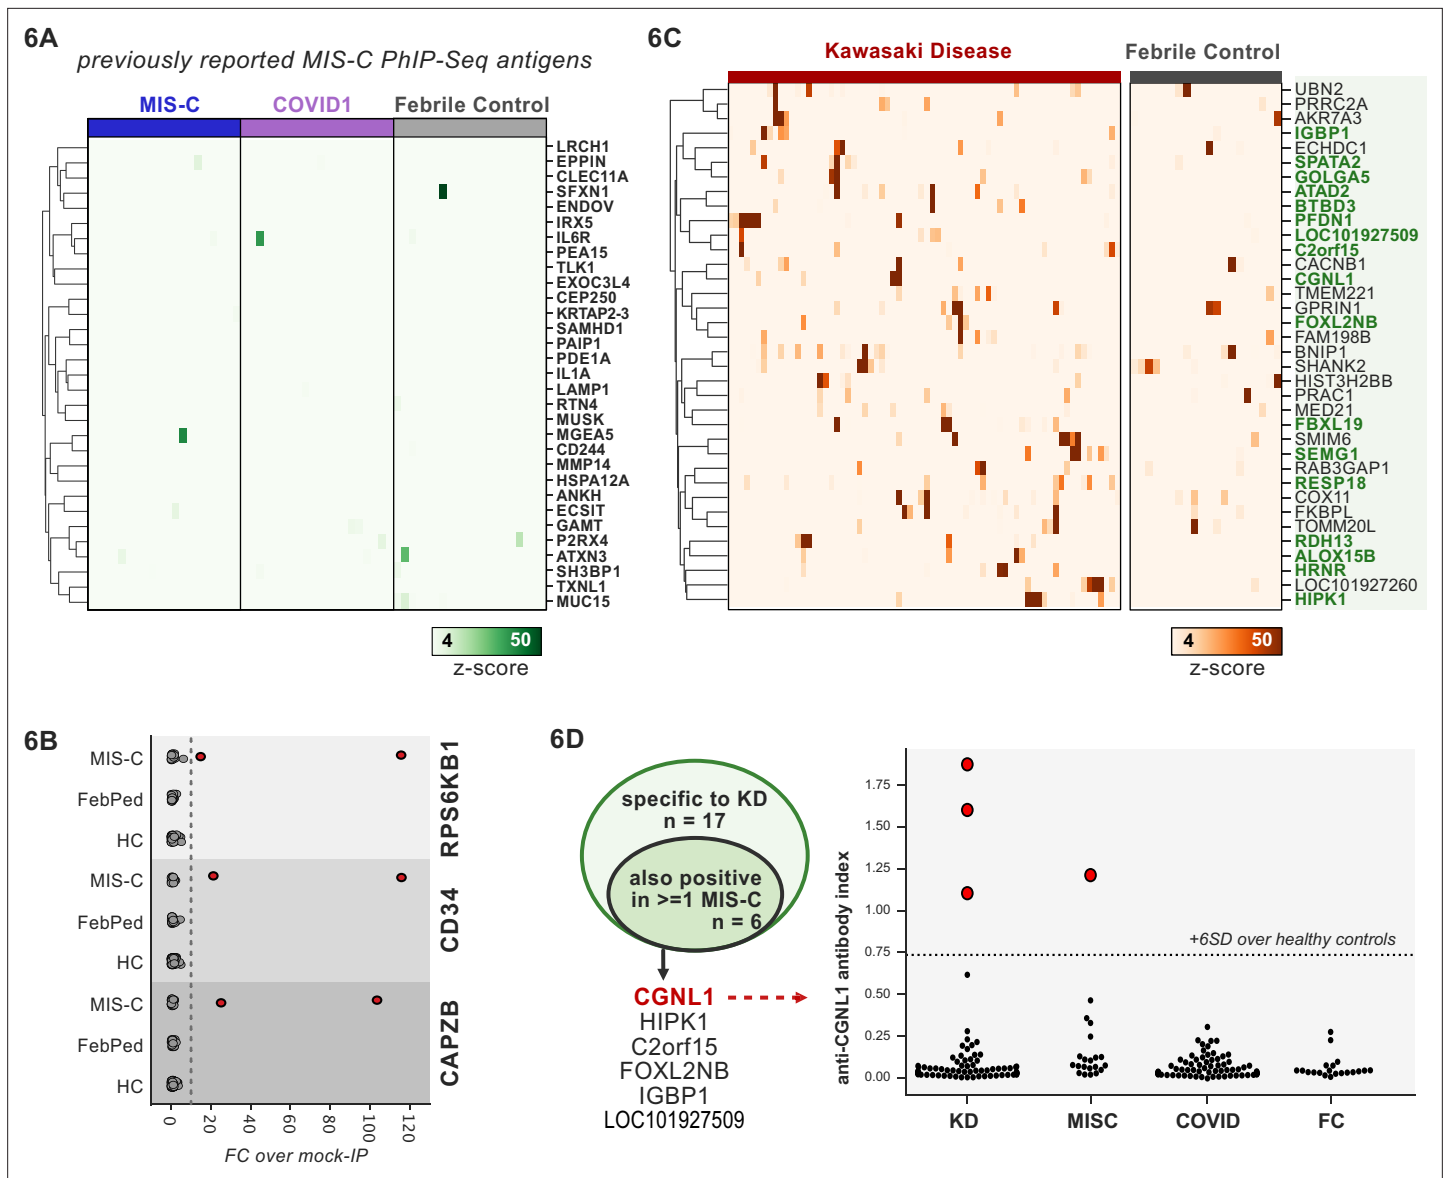 6A
previously reported MIS-C PhIP-Seq antigens
MIS-C
COVID1
Febrile Control
LRCH1
EPPIN
CLEC11A
SFXN1
ENDOV
IRX5
IL6R
PEA15
TLK1
EXOC3L4
CEP250
KRTAP2-3
SAMHD1
PAIP1
PDE1A
IL1A
LAMP1
RTN4
MUSK
MGEA5
CD244
MMP14
HSPA12A
ANKH
ECSIT
GAMT
P2RX4
ATXN3
SH3BP1
TXNL1
MUC15
4 50
z-score
6C
Kawasaki Disease
Febrile Control
UBN2
PRRC2A
AKR7A3
IGBP1
ECHDC1
SPATA2
GOLGA5
ATAD2
BTBD3
PFDN1
LOC101927509
C2orf15
CACNB1
CGNL1
TMEM221
GPRIN1
FOXL2NB
FAM198B
BNIP1
SHANK2
HIST3H2BB
PRAC1
MED21
FBXL19
SMIM6
SEMG1
RAB3GAP1
RESP18
COX11
FKBPL
TOMM20L
RDH13
ALOX15B
HRNR
LOC101927260
HIPK1
4 50
z-score
6B
MIS-C
FebPed
HC
RPS6KB1
MIS-C
FebPed
HC
CD34
MIS-C
FebPed
HC
CAPZB
0 20 40 60 80 100 120
FC over mock-IP
6D
specific to KD
n = 17
also positive
in >=1 MIS-C
n = 6
CGNL1
HIPK1
C2orf15
FOXL2NB
IGBP1
LOC101927509
anti-CGNL1 antibody index
1.75
1.50
1.25
1.00
0.75
0.50
0.25
0.00
+6SD over healthy controls
KD MISC COVID FC